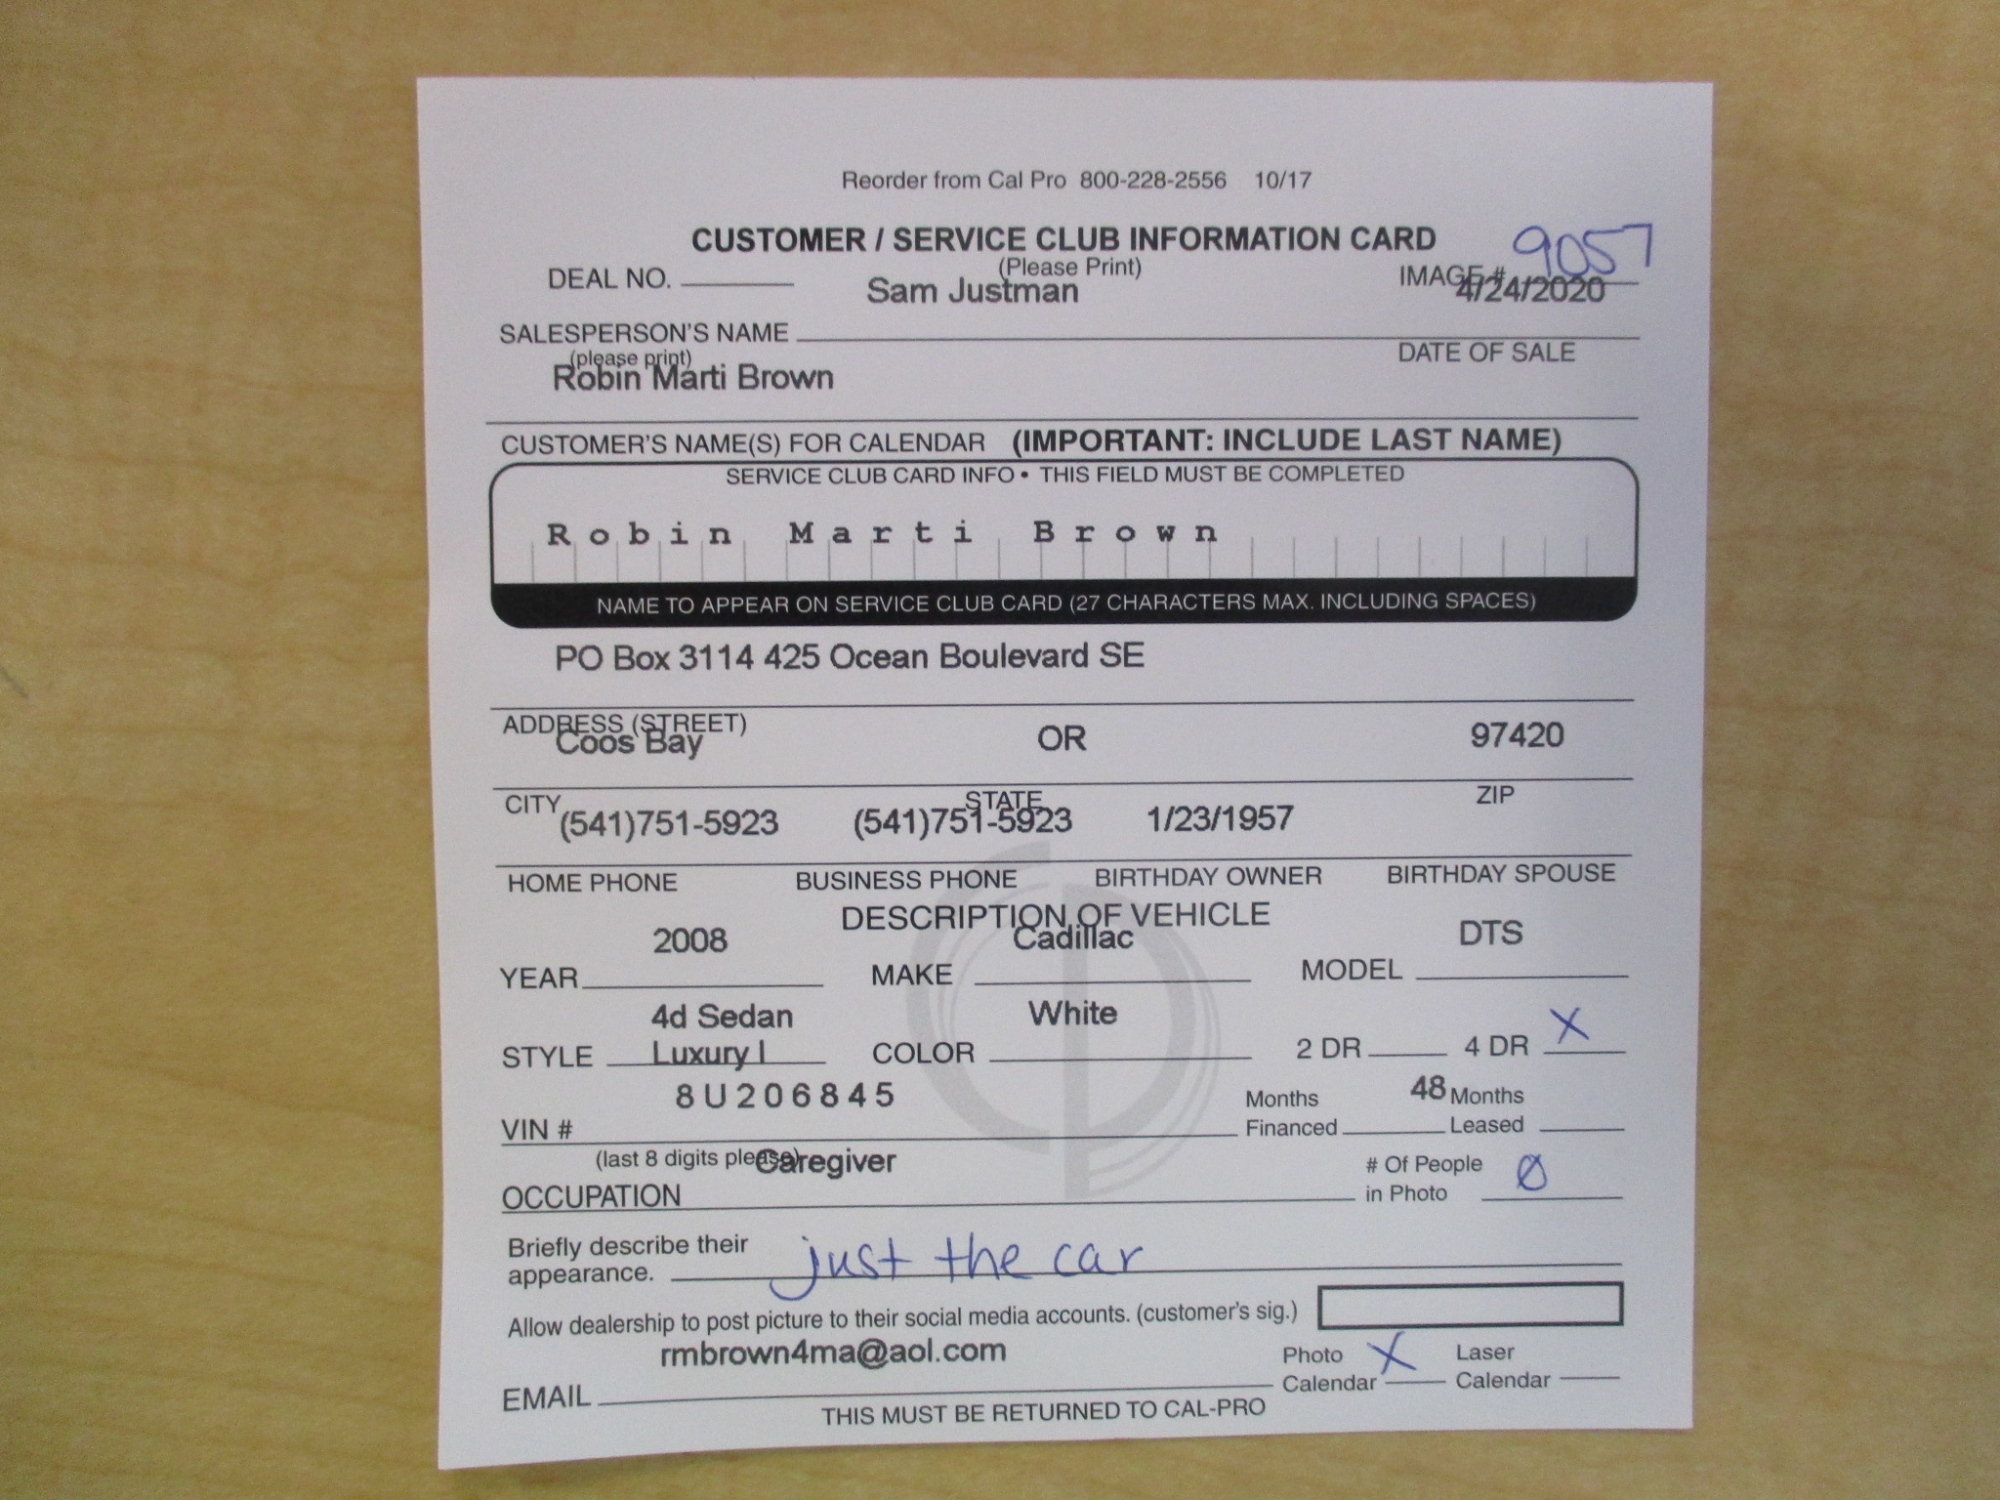 Reorder from Cal Pro 800-228-2556 10/17
CUSTOMER / SERVICE CLUB INFORMATION CARD 9057
(Please Print)
DEAL NO. Sam Justman IMAGE # 4/24/2020
SALESPERSON'S NAME
(please print) DATE OF SALE
Robin Marti Brown
CUSTOMER'S NAME(S) FOR CALENDAR (IMPORTANT: INCLUDE LAST NAME)
SERVICE CLUB CARD INFO • THIS FIELD MUST BE COMPLETED
Robin Marti Brown
NAME TO APPEAR ON SERVICE CLUB CARD (27 CHARACTERS MAX. INCLUDING SPACES)
PO Box 3114 425 Ocean Boulevard SE
ADDRESS (STREET)
Coos Bay OR 97420
CITY STATE ZIP
(541)751-5923 (541)751-5923 1/23/1957
HOME PHONE BUSINESS PHONE BIRTHDAY OWNER BIRTHDAY SPOUSE
DESCRIPTION OF VEHICLE
2008 Cadillac DTS
YEAR MAKE MODEL
4d Sedan White X
STYLE Luxury I COLOR 2 DR 4 DR
8U206845 Months 48 Months
VIN # Financed Leased
(last 8 digits please) Caregiver # Of People 0
OCCUPATION in Photo
Briefly describe their just the car
appearance.
Allow dealership to post picture to their social media accounts. (customer's sig.)
rmbrown4ma@aol.com Photo X Laser
EMAIL Calendar Calendar
THIS MUST BE RETURNED TO CAL-PRO